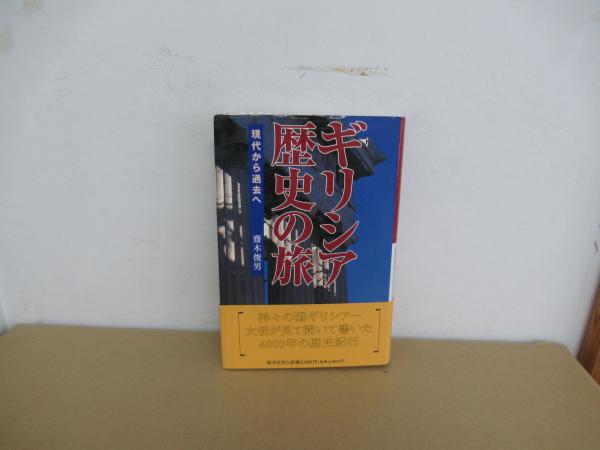 ギリシア
歴史の旅
現代から過去へ
齋木俊男
神々の国ギリシア—
大使が見て聞いて書いた
4000年の歴史紀行